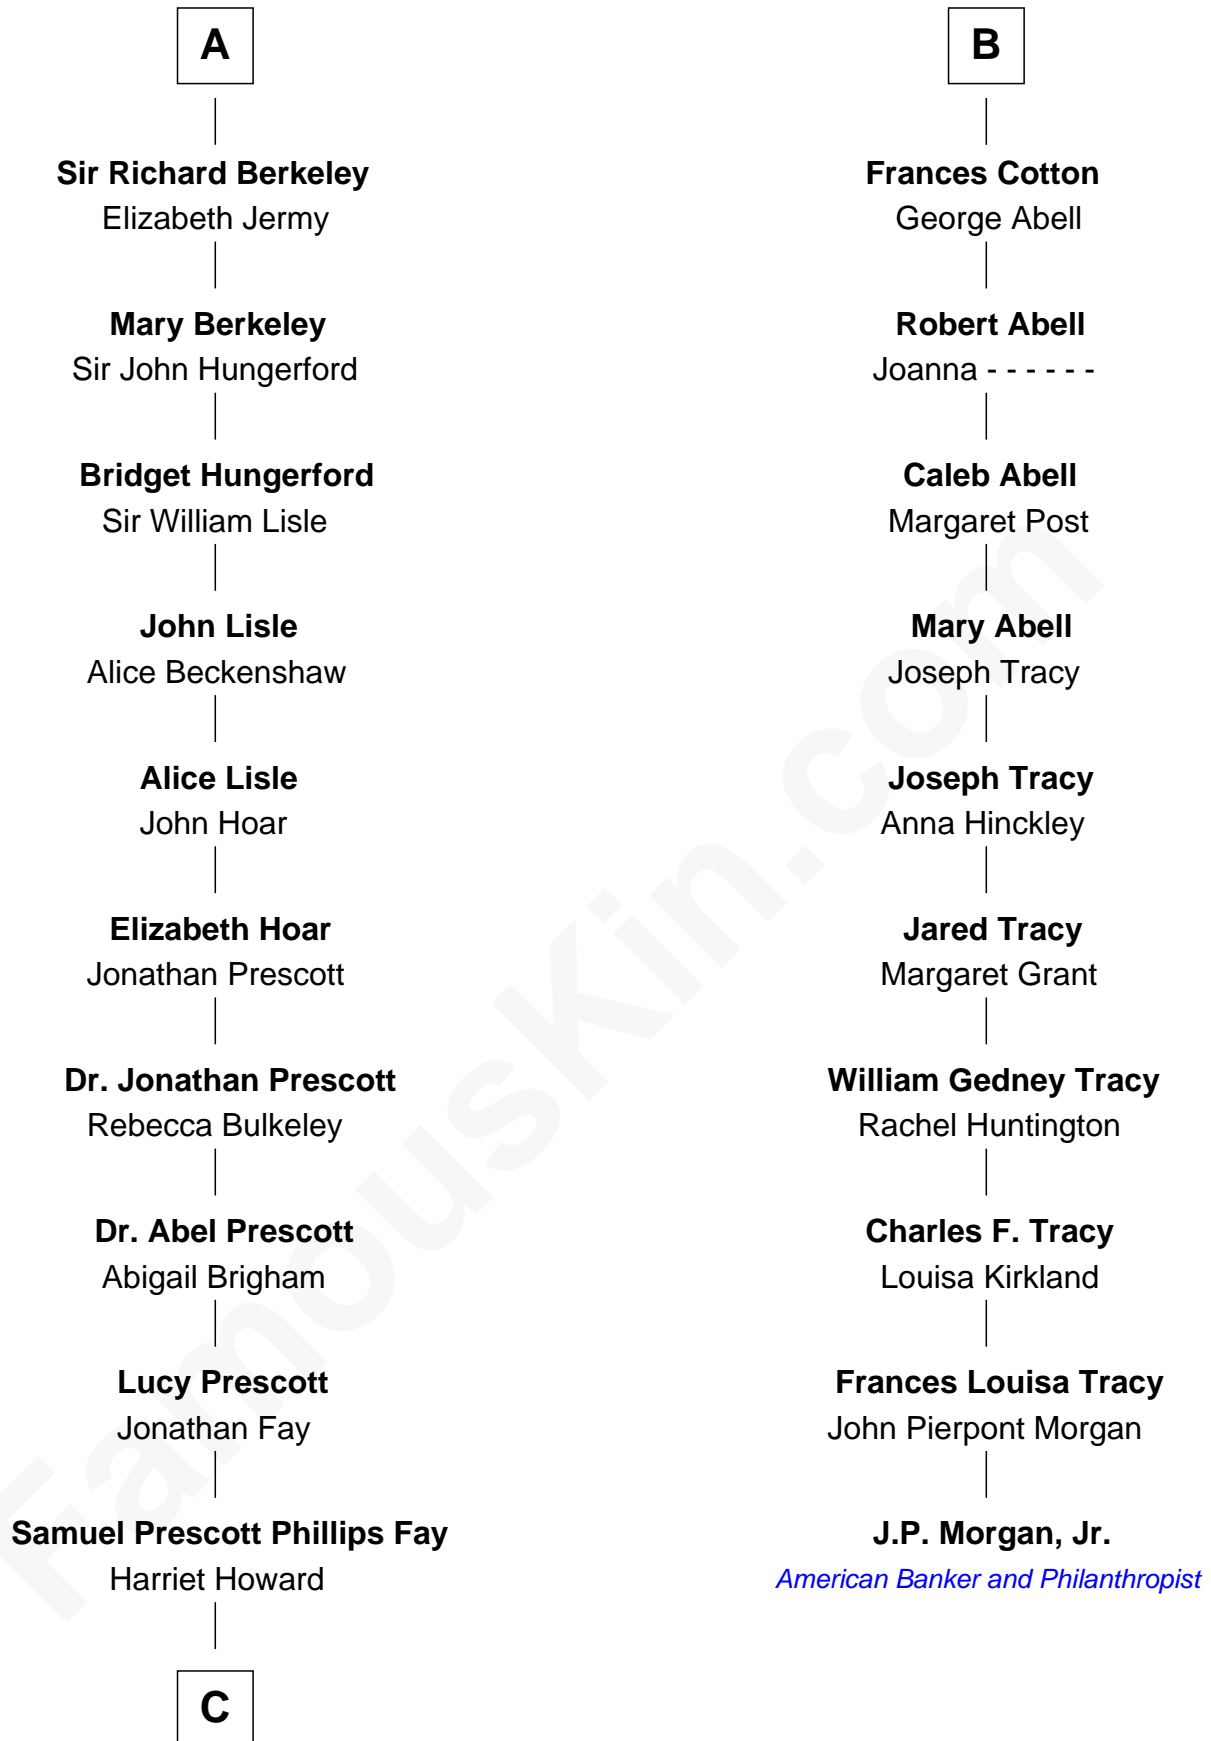 A
Sir Richard Berkeley
Elizabeth Jermy
Mary Berkeley
Sir John Hungerford
Bridget Hungerford
Sir William Lisle
John Lisle
Alice Beckenshaw
Alice Lisle
John Hoar
Elizabeth Hoar
Jonathan Prescott
Dr. Jonathan Prescott
Rebecca Bulkeley
Dr. Abel Prescott
Abigail Brigham
Lucy Prescott
Jonathan Fay
Samuel Prescott Phillips Fay
Harriet Howard
C
B
Frances Cotton
George Abell
Robert Abell
Joanna - - - - - -
Caleb Abell
Margaret Post
Mary Abell
Joseph Tracy
Joseph Tracy
Anna Hinckley
Jared Tracy
Margaret Grant
William Gedney Tracy
Rachel Huntington
Charles F. Tracy
Louisa Kirkland
Frances Louisa Tracy
John Pierpont Morgan
J.P. Morgan, Jr.
American Banker and Philanthropist
FamousKin.com